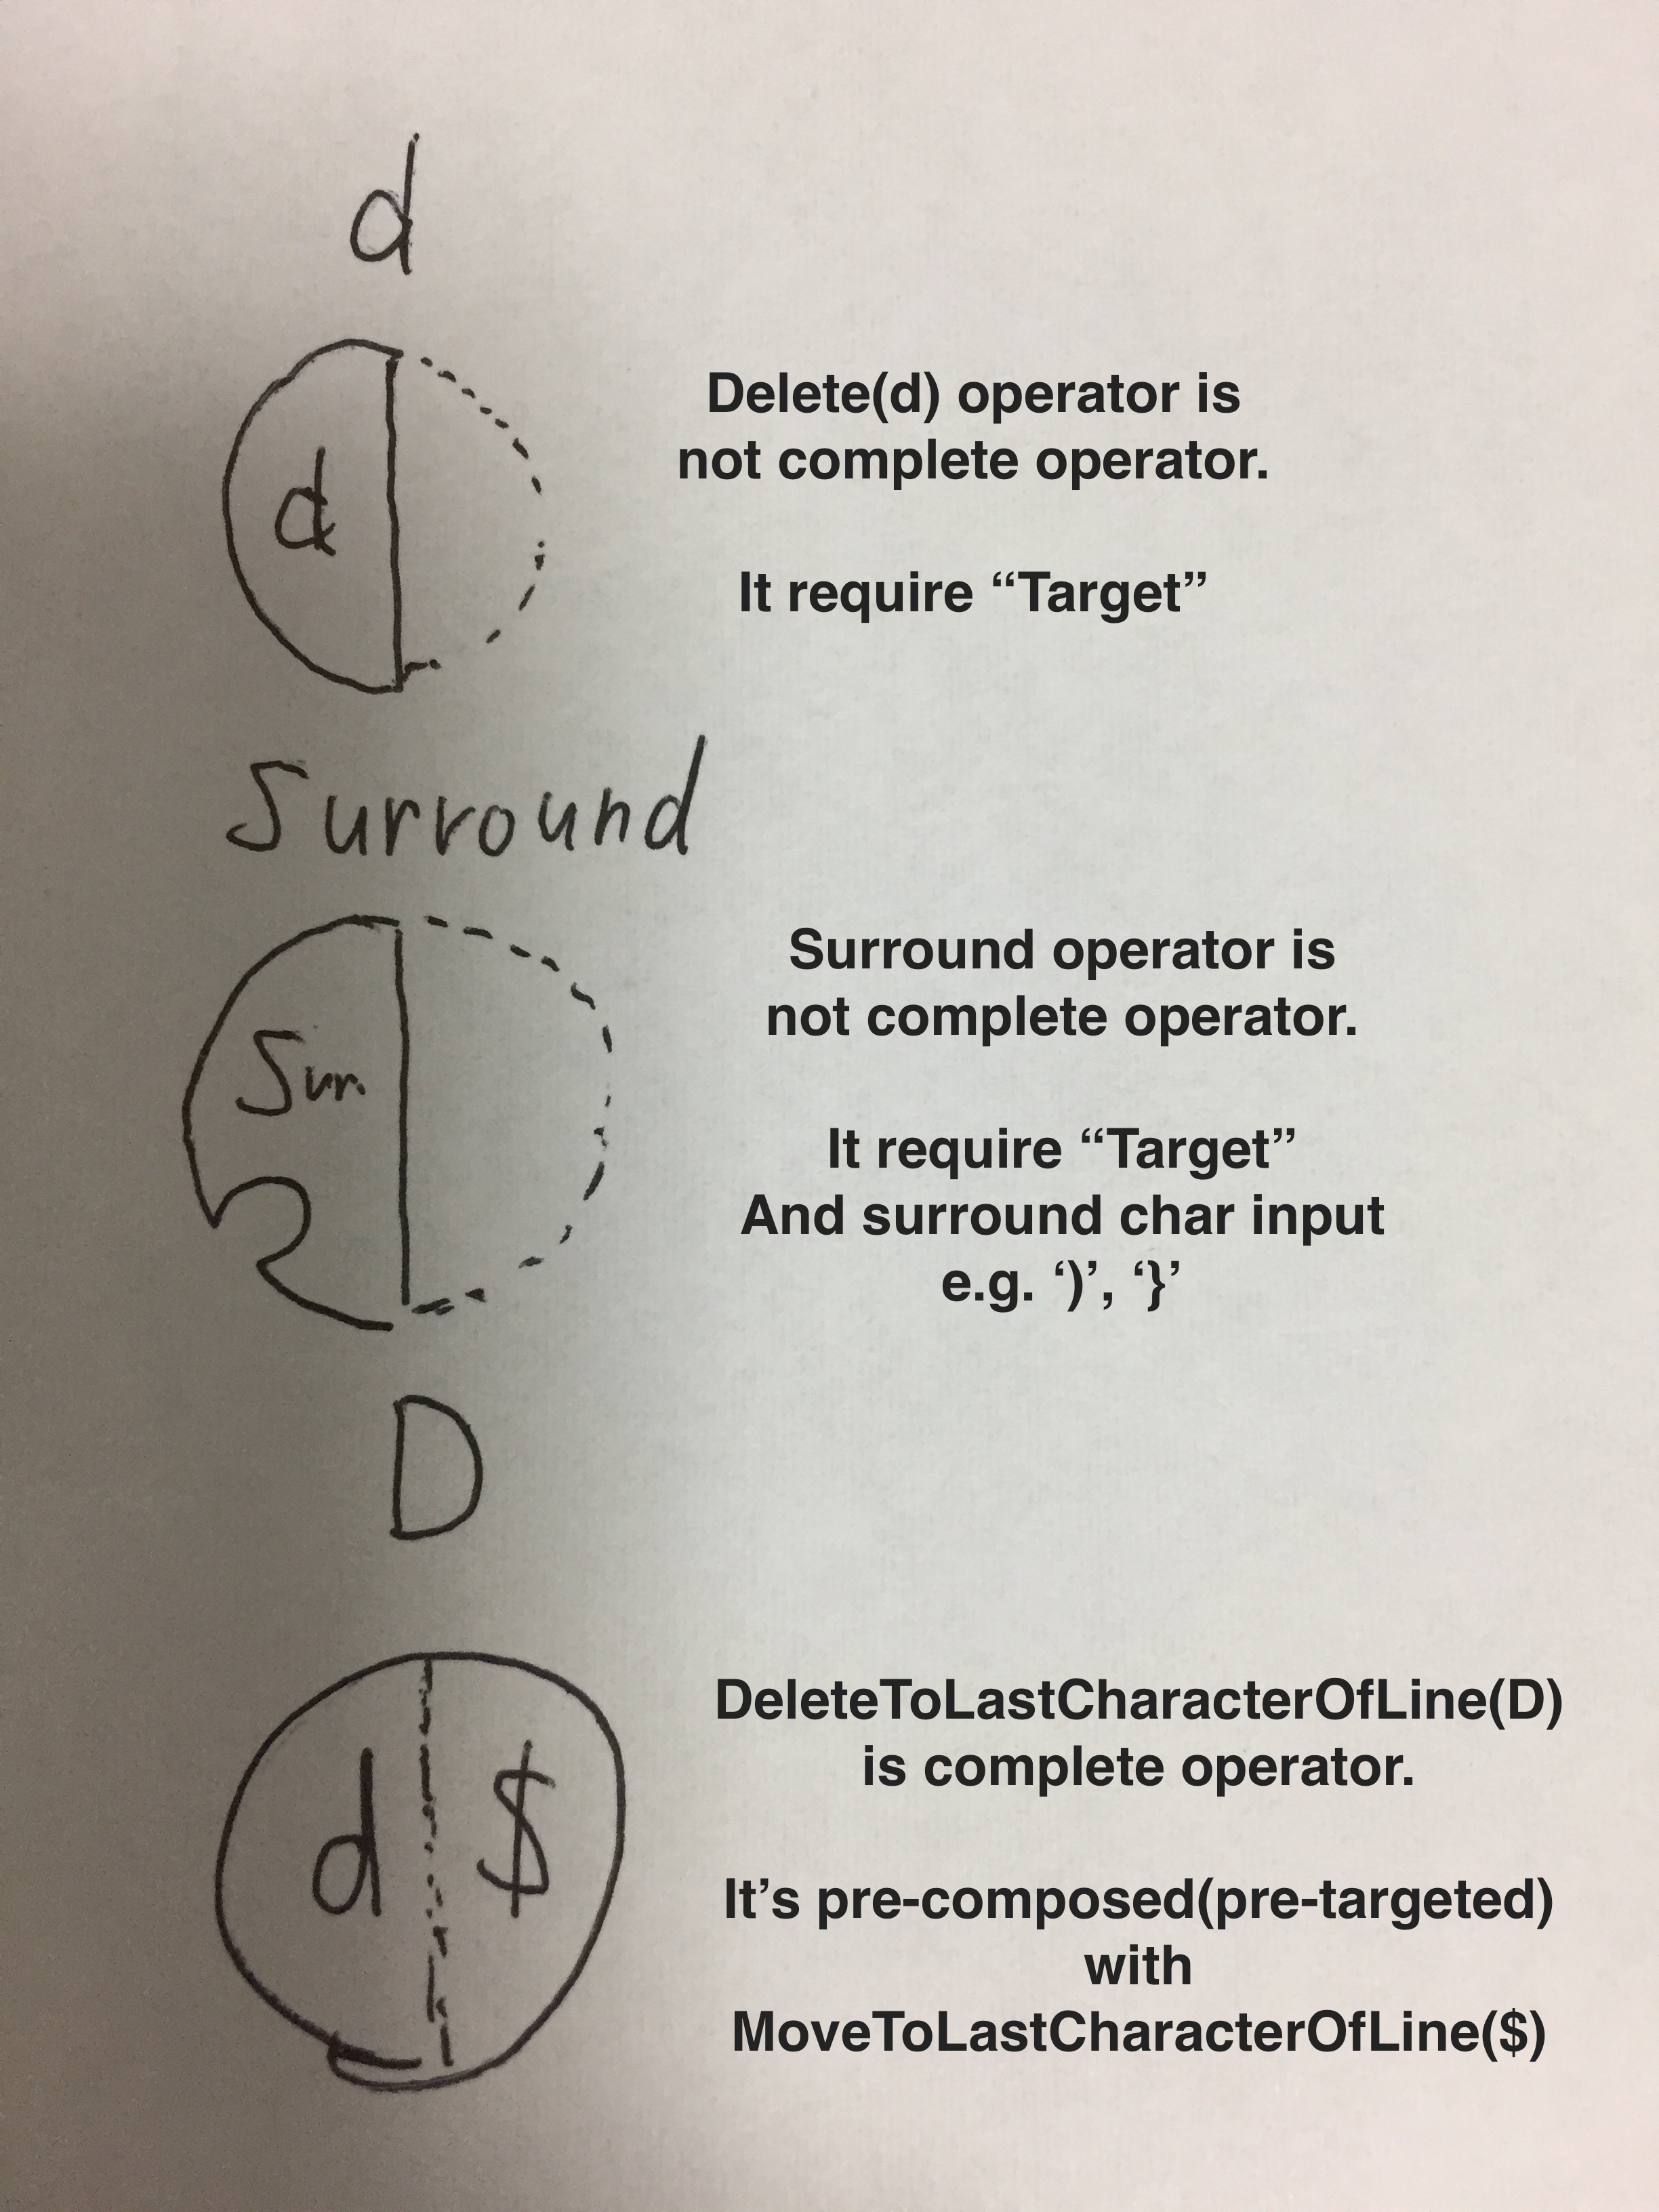 d
d
Delete(d) operator is
not complete operator.
It require “Target”
Surround
Sur.
Surround operator is
not complete operator.
It require “Target”
And surround char input
e.g. ‘)’, ‘}’
D
d $
DeleteToLastCharacterOfLine(D)
is complete operator.
It’s pre-composed(pre-targeted)
with
MoveToLastCharacterOfLine($)